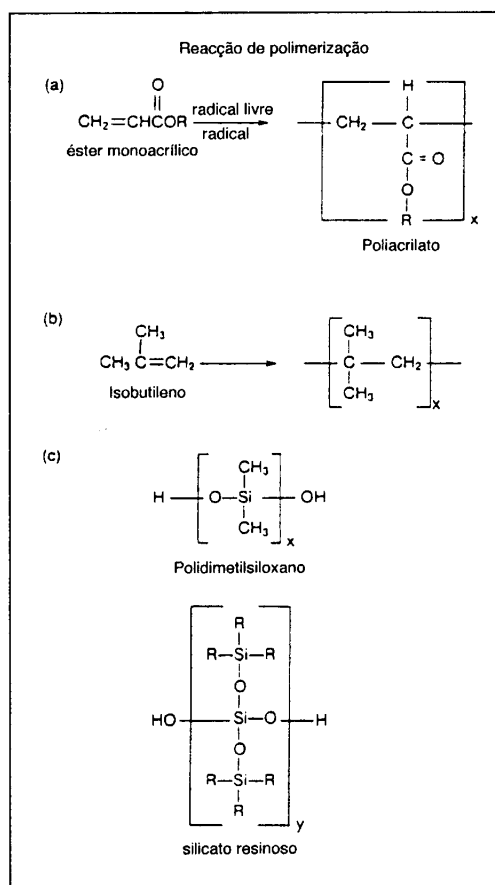 Reacção de polimerização
(a)
O
CH2=CHCOR
radical livre
radical
éster monoacrílico
H
CH2
C
C=O
O
R
x
Poliacrilato
(b)
CH3
CH3 C=CH2
Isobutileno
CH3
C
CH2
CH3
x
(c)
CH3
H
O—Si
OH
CH3
x
Polidimetilsiloxano
R
R—Si—R
O
HO
Si—O—H
O
R—Si—R
R
y
silicato resinoso